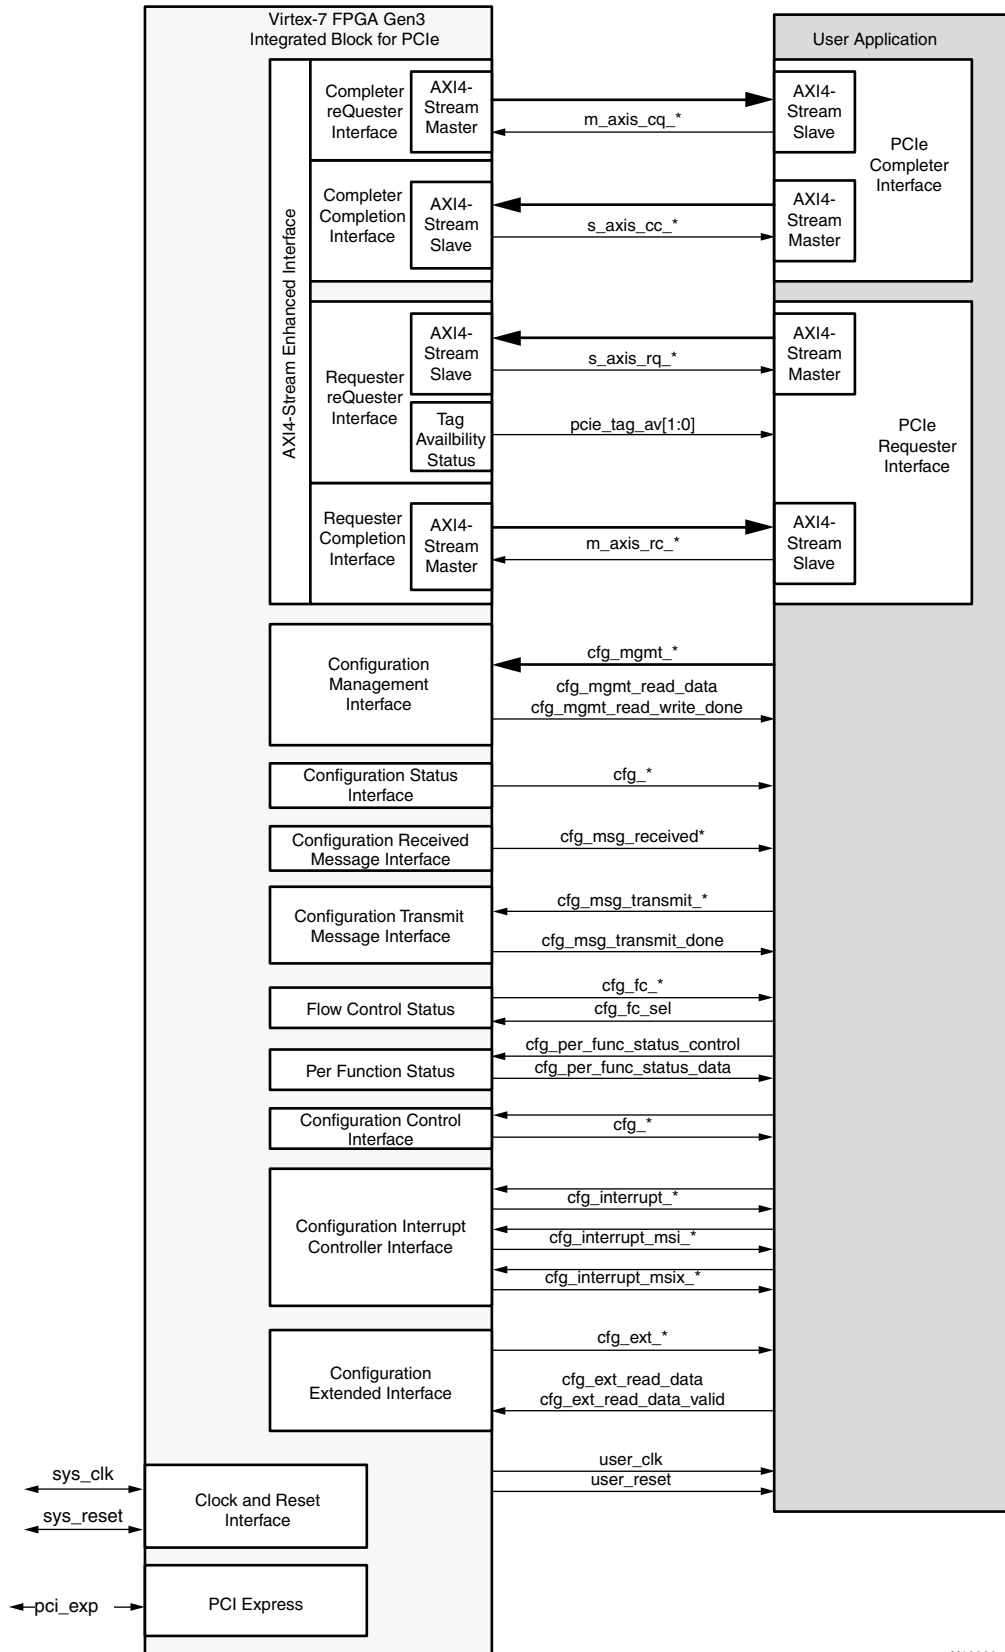 Virtex-7 FPGA Gen3
Integrated Block for PCIe
User Application
AXI4-Stream Enhanced Interface
Completer
reQuester
Interface
AXI4-
Stream
Master
m_axis_cq_*
AXI4-
Stream
Slave
PCIe
Completer
Interface
Completer
Completion
Interface
AXI4-
Stream
Slave
s_axis_cc_*
AXI4-
Stream
Master
Requester
reQuester
Interface
AXI4-
Stream
Slave
s_axis_rq_*
AXI4-
Stream
Master
Tag
Availbility
Status
pcie_tag_av[1:0]
PCIe
Requester
Interface
Requester
Completion
Interface
AXI4-
Stream
Master
m_axis_rc_*
AXI4-
Stream
Slave
Configuration
Management
Interface
cfg_mgmt_*
cfg_mgmt_read_data
cfg_mgmt_read_write_done
Configuration Status
Interface
cfg_*
Configuration Received
Message Interface
cfg_msg_received*
Configuration Transmit
Message Interface
cfg_msg_transmit_*
cfg_msg_transmit_done
Flow Control Status
cfg_fc_*
cfg_fc_sel
Per Function Status
cfg_per_func_status_control
cfg_per_func_status_data
Configuration Control
Interface
cfg_*
Configuration Interrupt
Controller Interface
cfg_interrupt_*
cfg_interrupt_msi_*
cfg_interrupt_msix_*
Configuration
Extended Interface
cfg_ext_*
cfg_ext_read_data
cfg_ext_read_data_valid
user_clk
user_reset
sys_clk
sys_reset
Clock and Reset
Interface
pci_exp
PCI Express